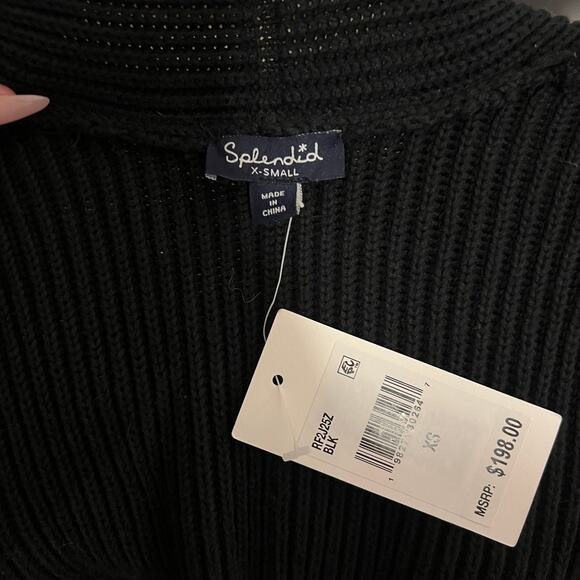 Splendid
X-SMALL
MADE
IN
CHINA
RF2J25Z
BLK
XS
MSRP: $198.00